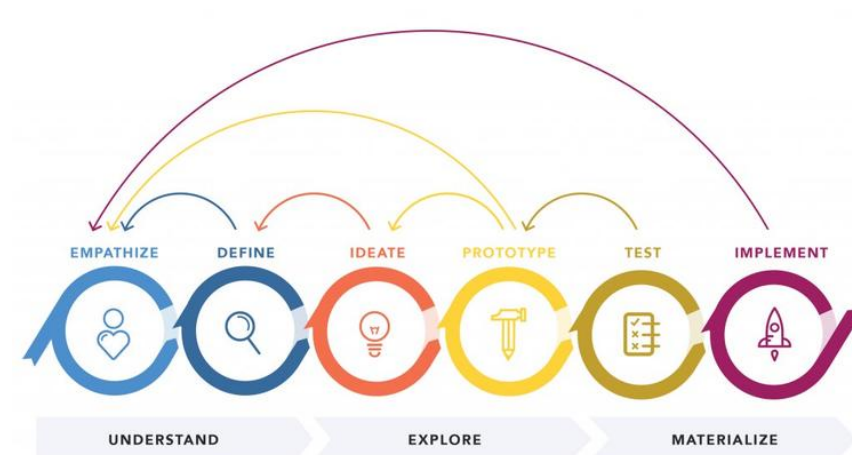 EMPATHIZE DEFINE IDEATE PROTOTYPE TEST IMPLEMENT
UNDERSTAND EXPLORE MATERIALIZE